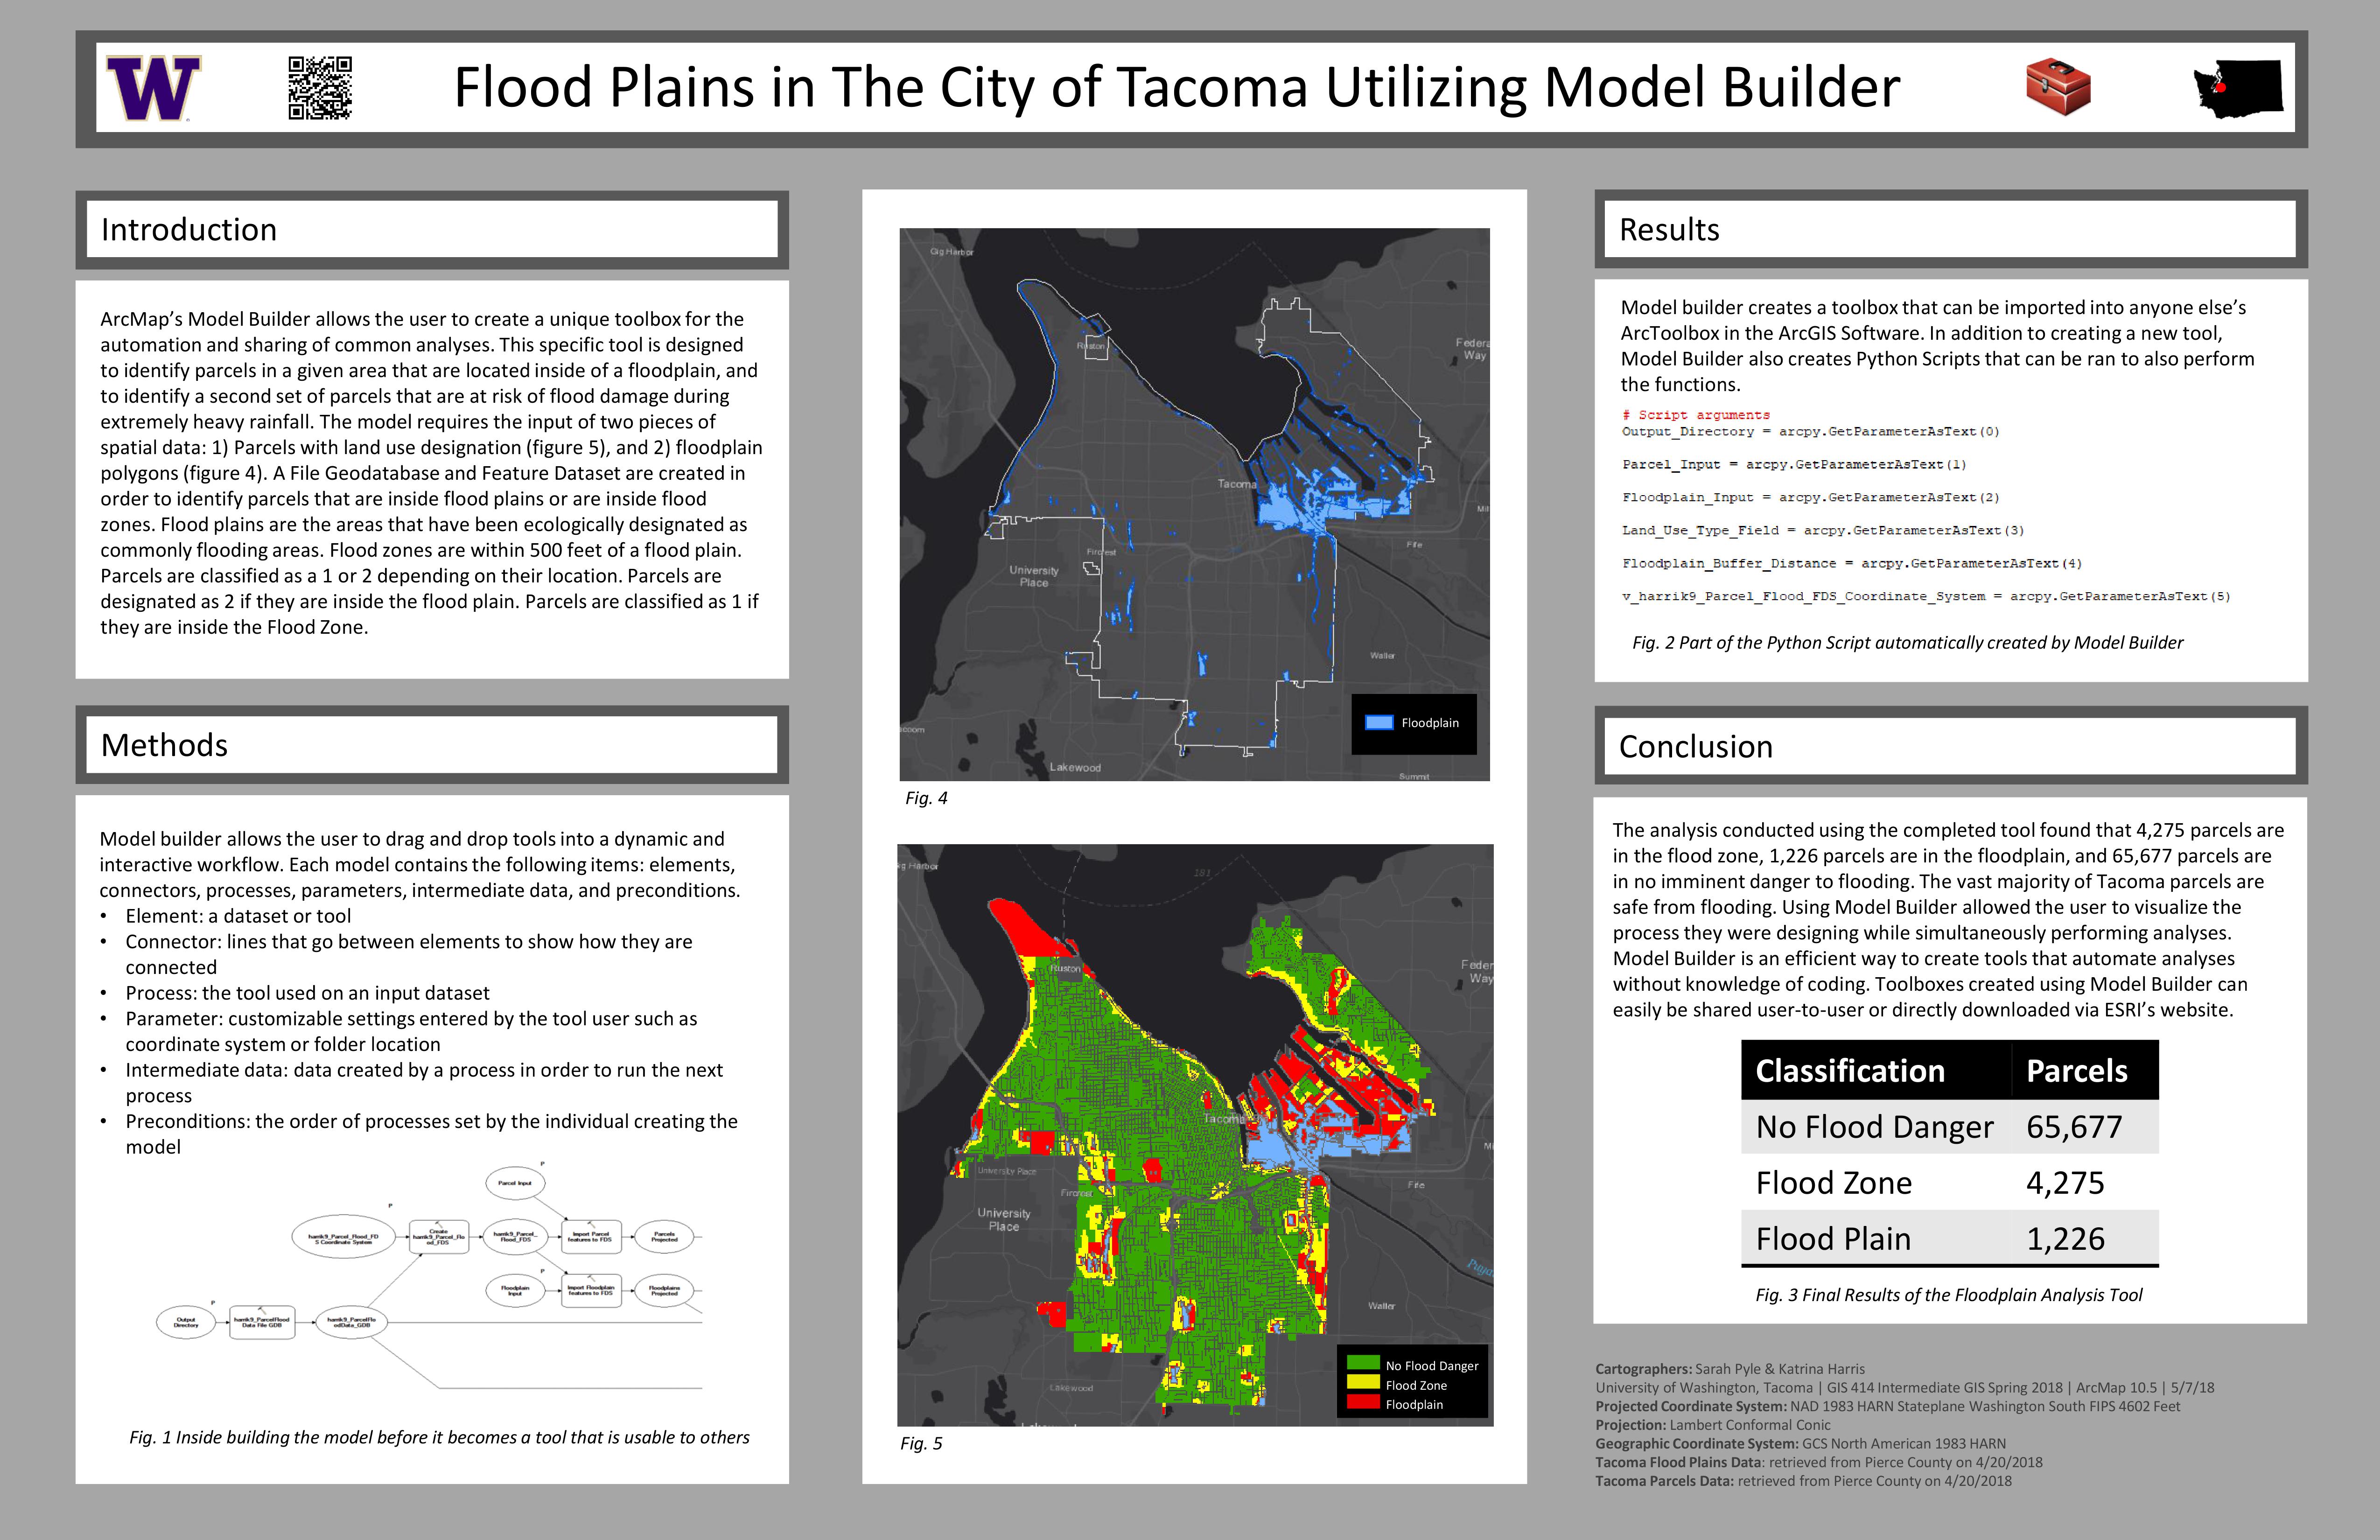 W
Flood Plains in The City of Tacoma Utilizing Model Builder
Introduction
ArcMap’s Model Builder allows the user to create a unique toolbox for the
automation and sharing of common analyses. This specific tool is designed
to identify parcels in a given area that are located inside of a floodplain, and
to identify a second set of parcels that are at risk of flood damage during
extremely heavy rainfall. The model requires the input of two pieces of
spatial data: 1) Parcels with land use designation (figure 5), and 2) floodplain
polygons (figure 4). A File Geodatabase and Feature Dataset are created in
order to identify parcels that are inside flood plains or are inside flood
zones. Flood plains are the areas that have been ecologically designated as
commonly flooding areas. Flood zones are within 500 feet of a flood plain.
Parcels are classified as a 1 or 2 depending on their location. Parcels are
designated as 2 if they are inside the flood plain. Parcels are classified as 1 if
they are inside the Flood Zone.
Methods
Model builder allows the user to drag and drop tools into a dynamic and
interactive workflow. Each model contains the following items: elements,
connectors, processes, parameters, intermediate data, and preconditions.
• Element: a dataset or tool
• Connector: lines that go between elements to show how they are
connected
• Process: the tool used on an input dataset
• Parameter: customizable settings entered by the tool user such as
coordinate system or folder location
• Intermediate data: data created by a process in order to run the next
process
• Preconditions: the order of processes set by the individual creating the
model
P
Parcel Input
P
harrik9_Parcel_Flood_FD
S Coordinate System
Create
harrik9_Parcel_Flo
od_FDS
harrik9_Parcel_
Flood_FDS
Import Parcel
features to FDS
Parcels
Projected
P
Floodplain
Input
Import Floodplain
features to FDS
Floodplains
Projected
P
Output
Directory
harrik9_ParcelFlood
Data File GDB
harrik9_ParcelFlo
odData_GDB
Fig. 1 Inside building the model before it becomes a tool that is usable to others
Gig Harbor
Ruston
Federa
Way
Tacoma
Mil
Fircrest
Fife
University
Place
Waller
Floodplain
Lakewood
Summit
Fig. 4
Gig Harbor
Ruston
Feder
Way
Tacoma
Mi
University Place
Fircrest
Fife
University
Place
Puyal
Waller
Lakewood
No Flood Danger
Flood Zone
Floodplain
Fig. 5
Results
Model builder creates a toolbox that can be imported into anyone else’s
ArcToolbox in the ArcGIS Software. In addition to creating a new tool,
Model Builder also creates Python Scripts that can be ran to also perform
the functions.
# Script arguments
Output_Directory = arcpy.GetParameterAsText(0)
Parcel_Input = arcpy.GetParameterAsText(1)
Floodplain_Input = arcpy.GetParameterAsText(2)
Land_Use_Type_Field = arcpy.GetParameterAsText(3)
Floodplain_Buffer_Distance = arcpy.GetParameterAsText(4)
v_harrik9_Parcel_Flood_FDS_Coordinate_System = arcpy.GetParameterAsText(5)
Fig. 2 Part of the Python Script automatically created by Model Builder
Conclusion
The analysis conducted using the completed tool found that 4,275 parcels are
in the flood zone, 1,226 parcels are in the floodplain, and 65,677 parcels are
in no imminent danger to flooding. The vast majority of Tacoma parcels are
safe from flooding. Using Model Builder allowed the user to visualize the
process they were designing while simultaneously performing analyses.
Model Builder is an efficient way to create tools that automate analyses
without knowledge of coding. Toolboxes created using Model Builder can
easily be shared user-to-user or directly downloaded via ESRI’s website.
Classification Parcels
No Flood Danger 65,677
Flood Zone 4,275
Flood Plain 1,226
Fig. 3 Final Results of the Floodplain Analysis Tool
Cartographers: Sarah Pyle & Katrina Harris
University of Washington, Tacoma | GIS 414 Intermediate GIS Spring 2018 | ArcMap 10.5 | 5/7/18
Projected Coordinate System: NAD 1983 HARN Stateplane Washington South FIPS 4602 Feet
Projection: Lambert Conformal Conic
Geographic Coordinate System: GCS North American 1983 HARN
Tacoma Flood Plains Data: retrieved from Pierce County on 4/20/2018
Tacoma Parcels Data: retrieved from Pierce County on 4/20/2018